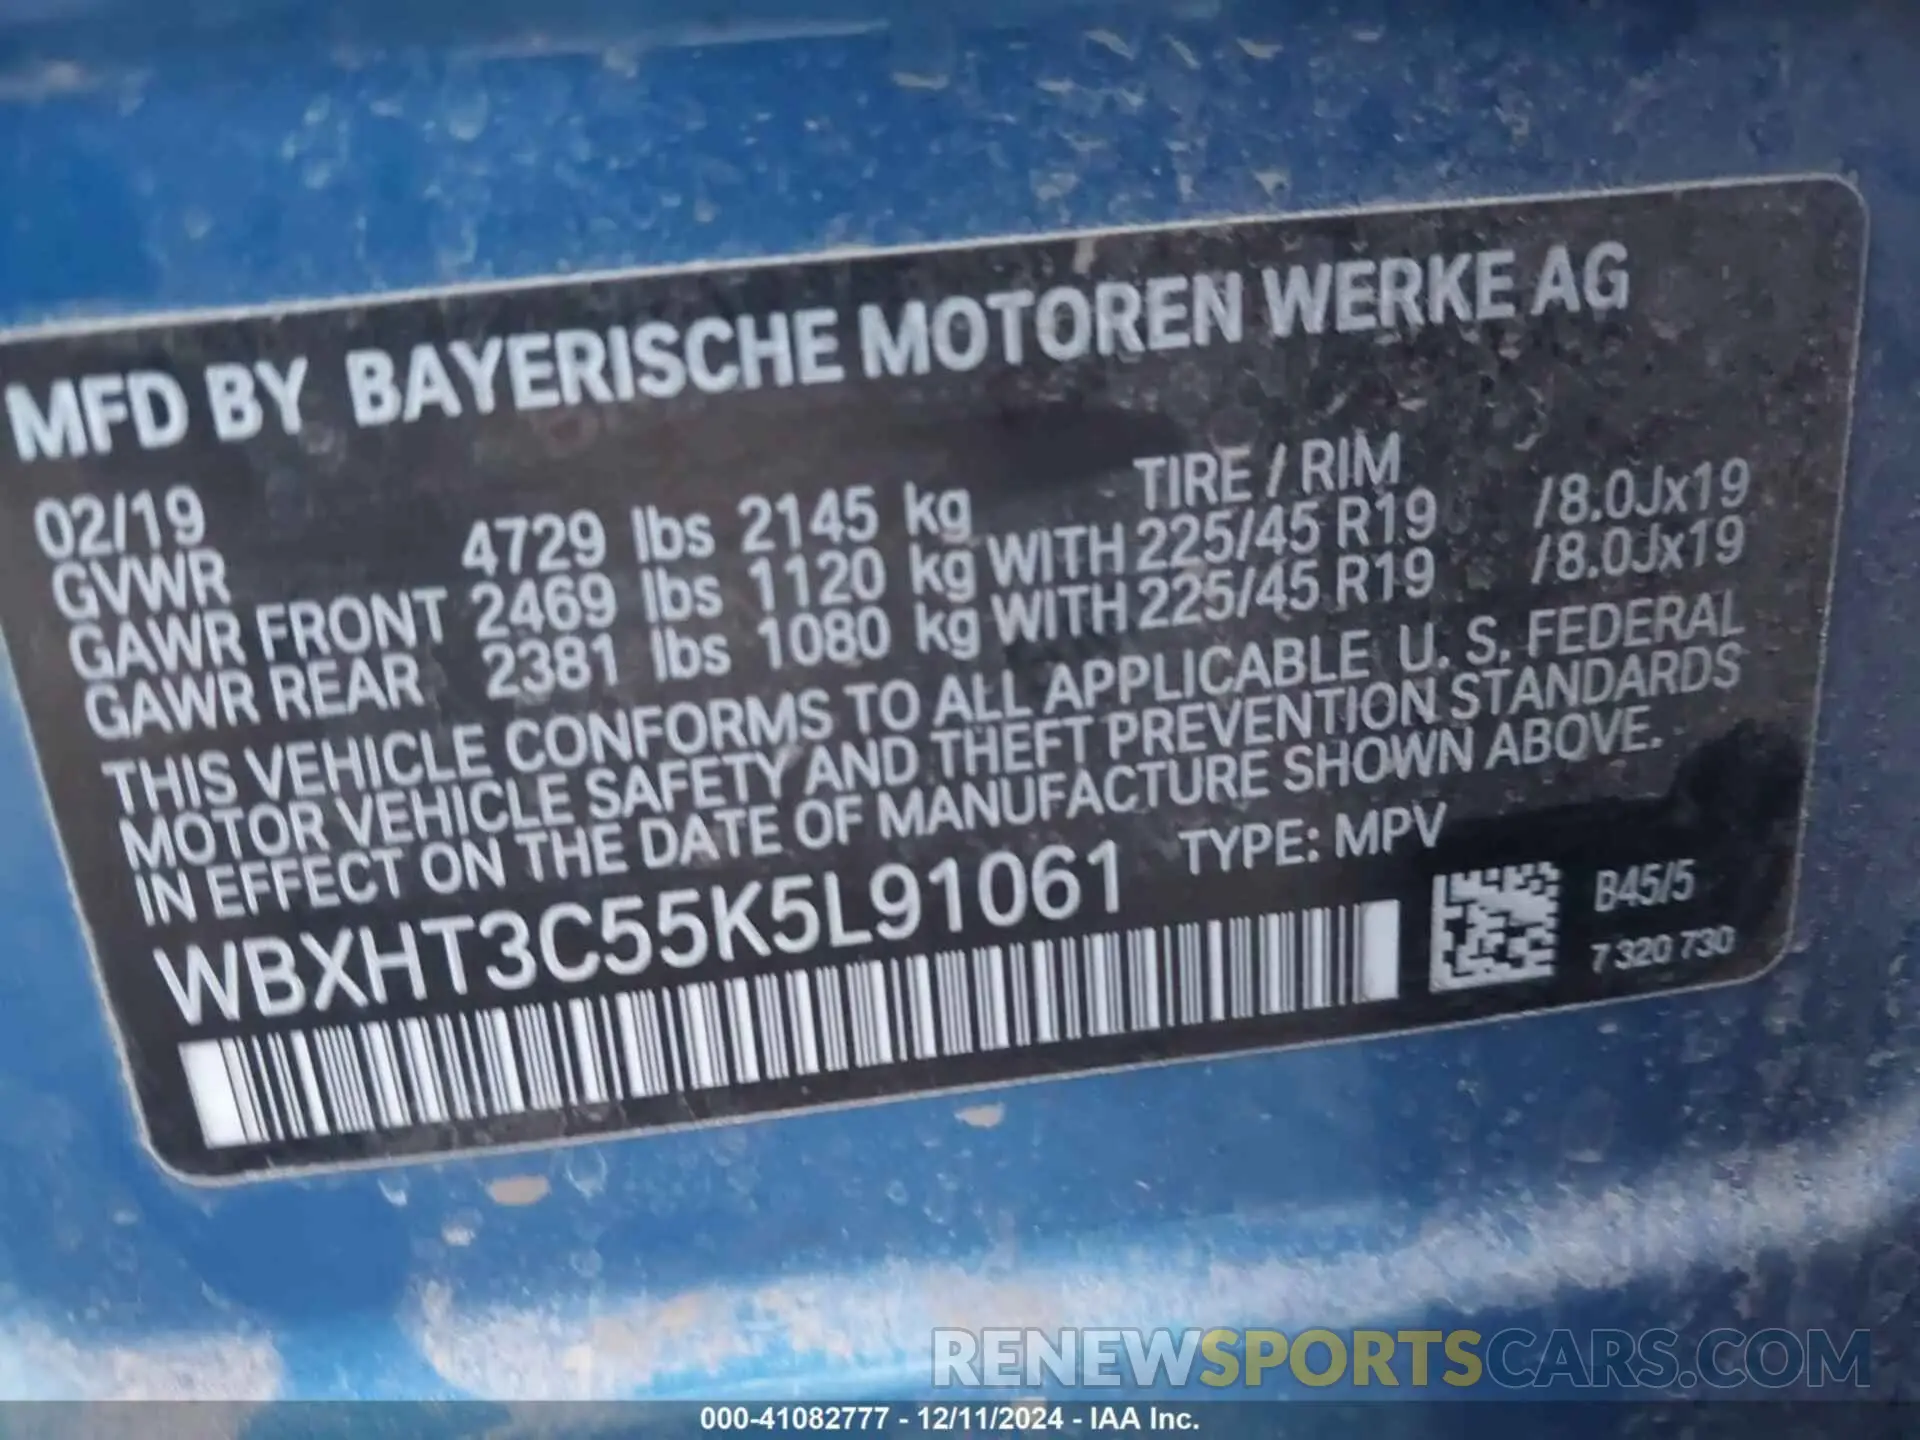 MFD BY BAYERISCHE MOTOREN WERKE AG
02/19 TIRE / RIM
GVWR 4729 lbs 2145 kg
GAWR FRONT 2469 lbs 1120 kg WITH 225/45 R19 /8.0Jx19
GAWR REAR 2381 lbs 1080 kg WITH 225/45 R19 /8.0Jx19
THIS VEHICLE CONFORMS TO ALL APPLICABLE U. S. FEDERAL
MOTOR VEHICLE SAFETY AND THEFT PREVENTION STANDARDS
IN EFFECT ON THE DATE OF MANUFACTURE SHOWN ABOVE.
WBXHT3C55K5L91061 TYPE: MPV
B45/5
7 320 730
RENEWSPORTSCARS.COM
000-41082777 - 12/11/2024 - IAA Inc.